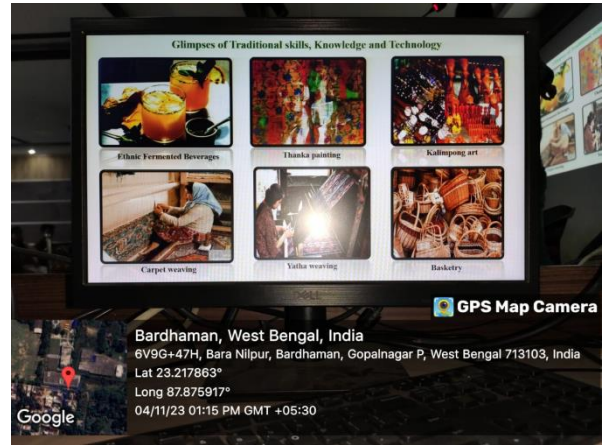 Glimpses of Traditional skills, Knowledge and Technology
Ethnic Fermented Beverages
Thanka painting
Kalimpong art
Carpet weaving
Yatha weaving
Basketry
DELL
GPS Map Camera
Bardhaman, West Bengal, India
6V9G+47H, Bara Nilpur, Bardhaman, Gopalnagar P, West Bengal 713103, India
Lat 23.217863°
Long 87.875917°
04/11/23 01:15 PM GMT +05:30
Google